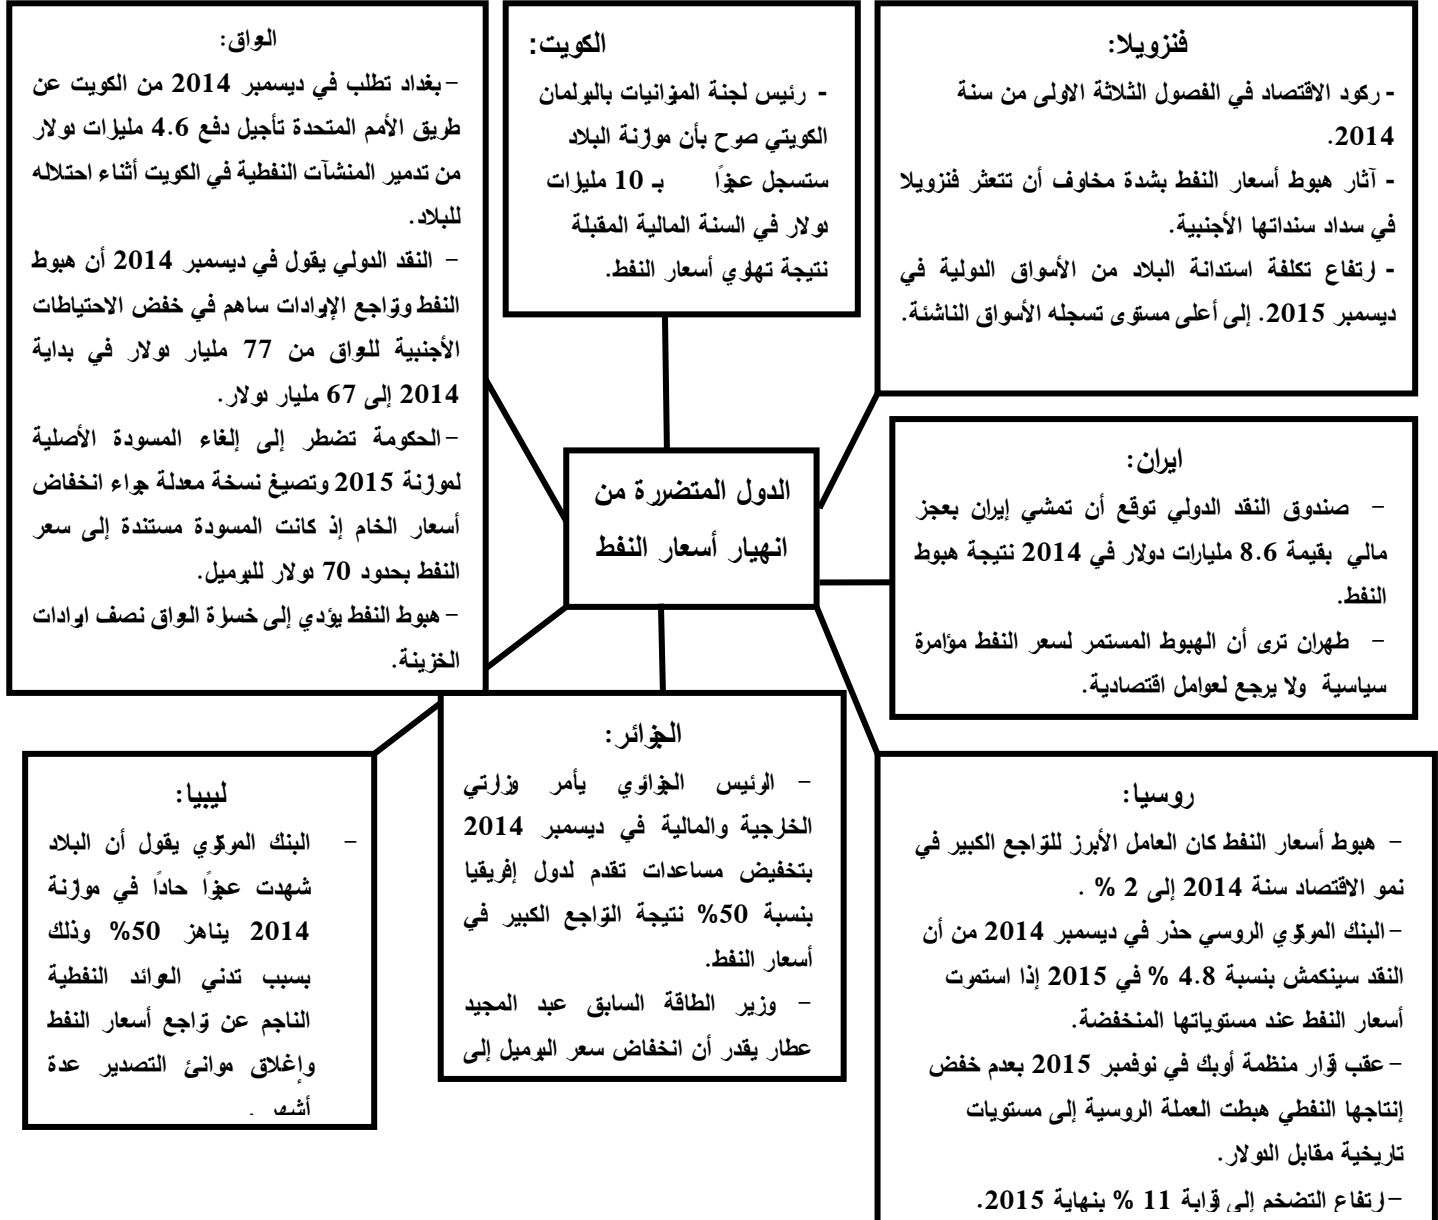 فنزويلا:
- ركود الاقتصاد في الفصول الثلاثة الاولى من سنة
2014.
- آثار هبوط أسعار النفط بشدة مخاوف أن تتعثر فنزويلا
في سداد سنداتها الأجنبية.
- ارتفاع تكلفة استدانة البلاد من الأسواق الدولية في
ديسمبر 2015. إلى أعلى مستوى تسجله الأسواق الناشئة.
الكويت:
- رئيس لجنة الموانيات بالبرلمان
الكويتي صرح بأن موازنة البلاد
ستسجل عجزًا بـ 10 مليارات
دولار في السنة المالية المقبلة
نتيجة تهاوي أسعار النفط.
العراق:
-بغداد تطلب في ديسمبر 2014 من الكويت عن
طريق الأمم المتحدة تأجيل دفع 4.6 مليارات دولار
من تدمير المنشآت النفطية في الكويت أثناء احتلاله
للبلاد.
- النقد الدولي يقول في ديسمبر 2014 أن هبوط
النفط وتراجع الإيرادات ساهم في خفض الاحتياطات
الأجنبية للعراق من 77 مليار دولار في بداية
2014 إلى 67 مليار دولار.
-الحكومة تضطر إلى إلغاء المسودة الأصلية
لموازنة 2015 وتصيغ نسخة معدلة جراء انخفاض
أسعار الخام إذ كانت المسودة مستندة إلى سعر
النفط بحدود 70 دولار للبرميل.
-هبوط النفط يؤدي إلى خسارة العراق نصف ايرادات
الخزينة.
الدول المتضررة من
انهيار أسعار النفط
ايران:
- صندوق النقد الدولي توقع أن تمشي إيران بعجز
مالي بقيمة 8.6 مليارات دولار في 2014 نتيجة هبوط
النفط.
- طهران ترى أن الهبوط المستمر لسعر النفط مؤامرة
سياسية ولا يرجع لعوامل اقتصادية.
الجزائر:
- الرئيس الجزائري يأمر وزارتي
الخارجية والمالية في ديسمبر 2014
بتخفيض مساعدات تقدم لدول إفريقيا
بنسبة 50% نتيجة التراجع الكبير في
أسعار النفط.
- وزير الطاقة السابق عبد المجيد
عطار يقدر أن انخفاض سعر البرميل إلى
ليبيا:
- البنك المركزي يقول أن البلاد
شهدت عجزًا حادًا في موازنة
2014 يناهز 50% وذلك
بسبب تدني العوائد النفطية
الناجم عن تراجع أسعار النفط
وإغلاق موانئ التصدير عدة
أشهر.
روسيا:
- هبوط أسعار النفط كان العامل الأبرز للتراجع الكبير في
نمو الاقتصاد سنة 2014 إلى 2 % .
-البنك المركزي الروسي حذر في ديسمبر 2014 من أن
النقد سينكمش بنسبة 4.8 % في 2015 إذا استمرت
أسعار النفط عند مستوياتها المنخفضة.
-عقب قرار منظمة أوبك في نوفمبر 2015 بعدم خفض
إنتاجها النفطي هبطت العملة الروسية إلى مستويات
تاريخية مقابل الدولار.
-ارتفاع التضخم إلى قرابة 11 % بنهاية 2015.